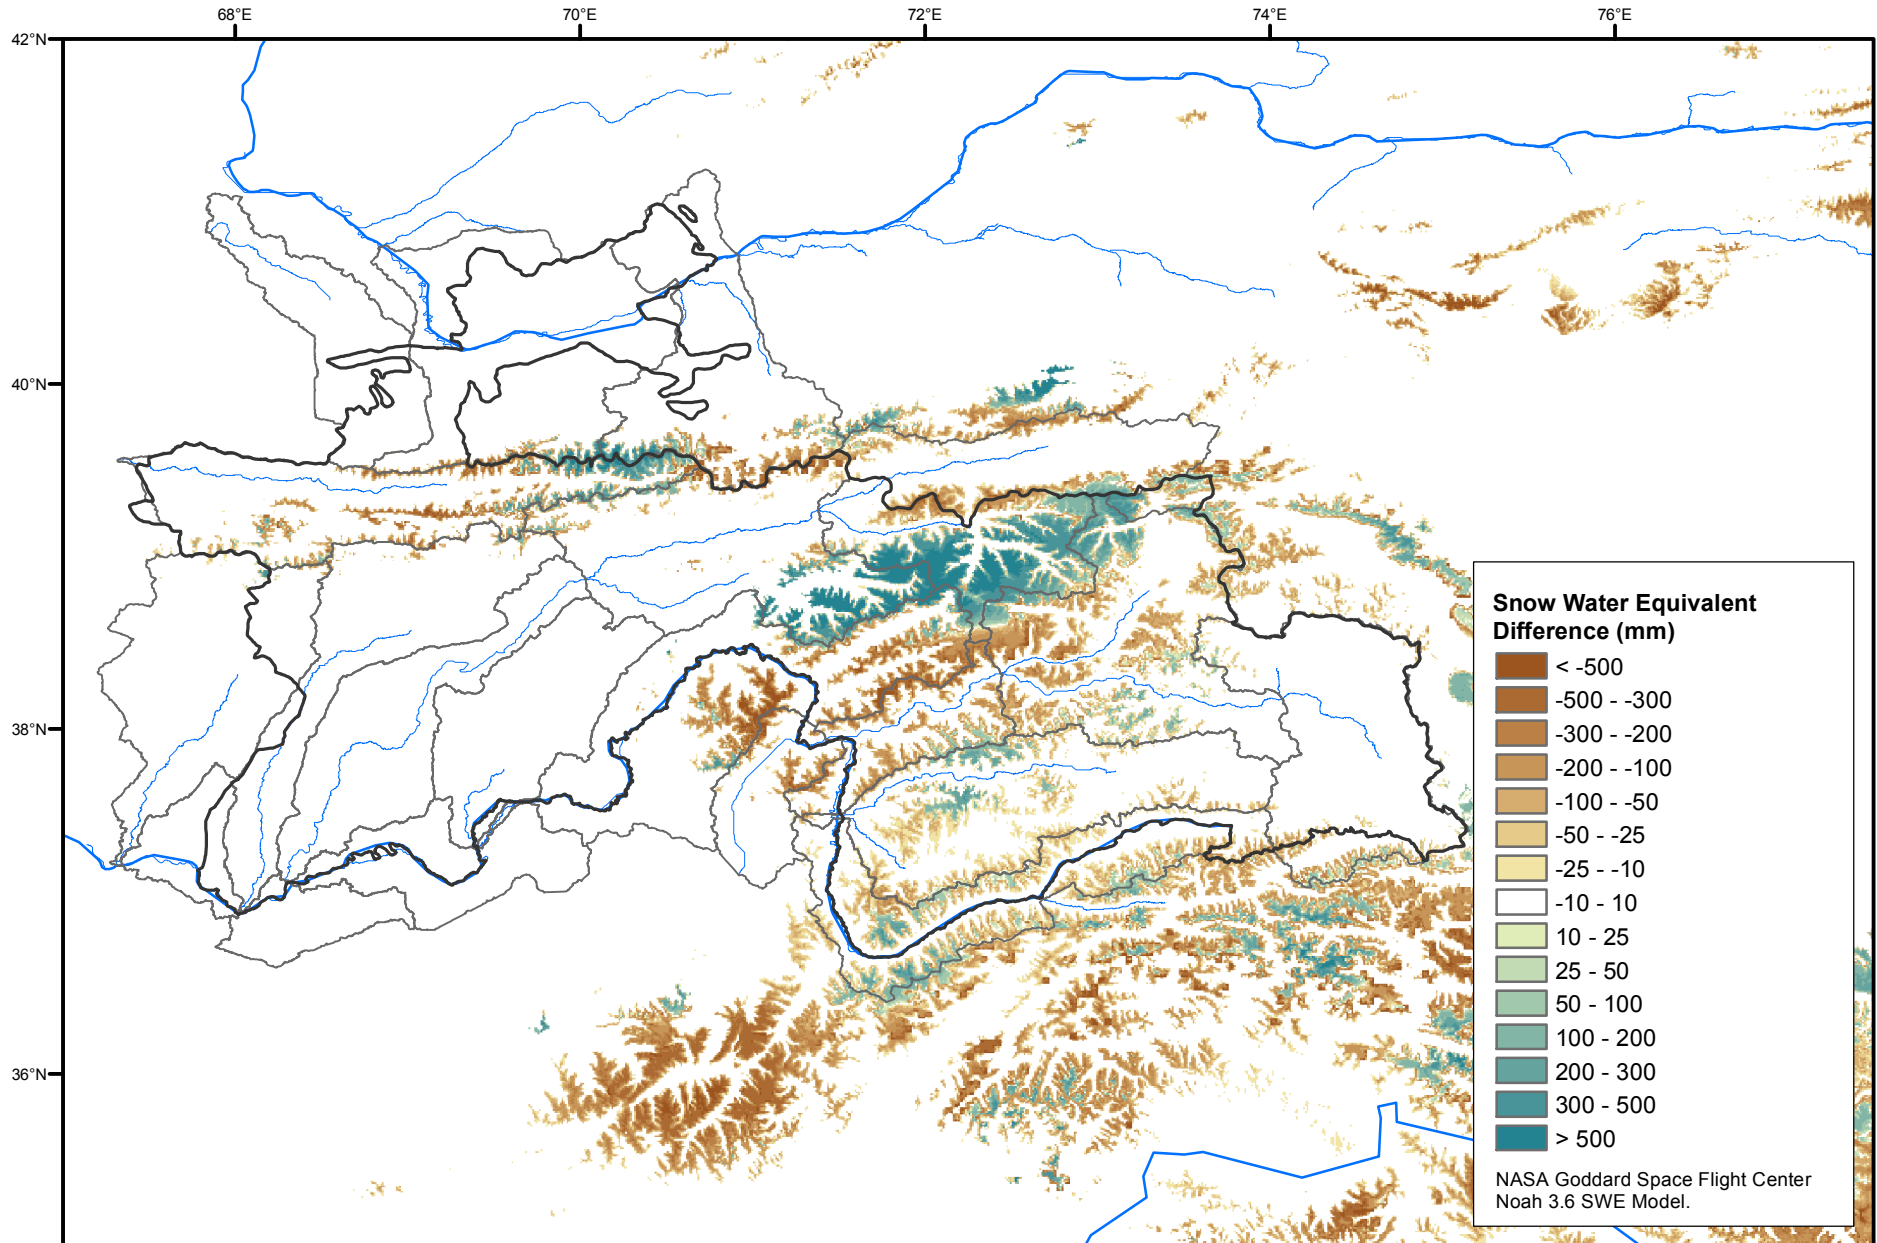 68°E
70°E
72°E
74°E
76°E
42°N
40°N
38°N
36°N
Snow Water Equivalent
Difference (mm)
< -500
-500 - -300
-300 - -200
-200 - -100
-100 - -50
-50 - -25
-25 - -10
-10 - 10
10 - 25
25 - 50
50 - 100
100 - 200
200 - 300
300 - 500
> 500
NASA Goddard Space Flight Center
Noah 3.6 SWE Model.